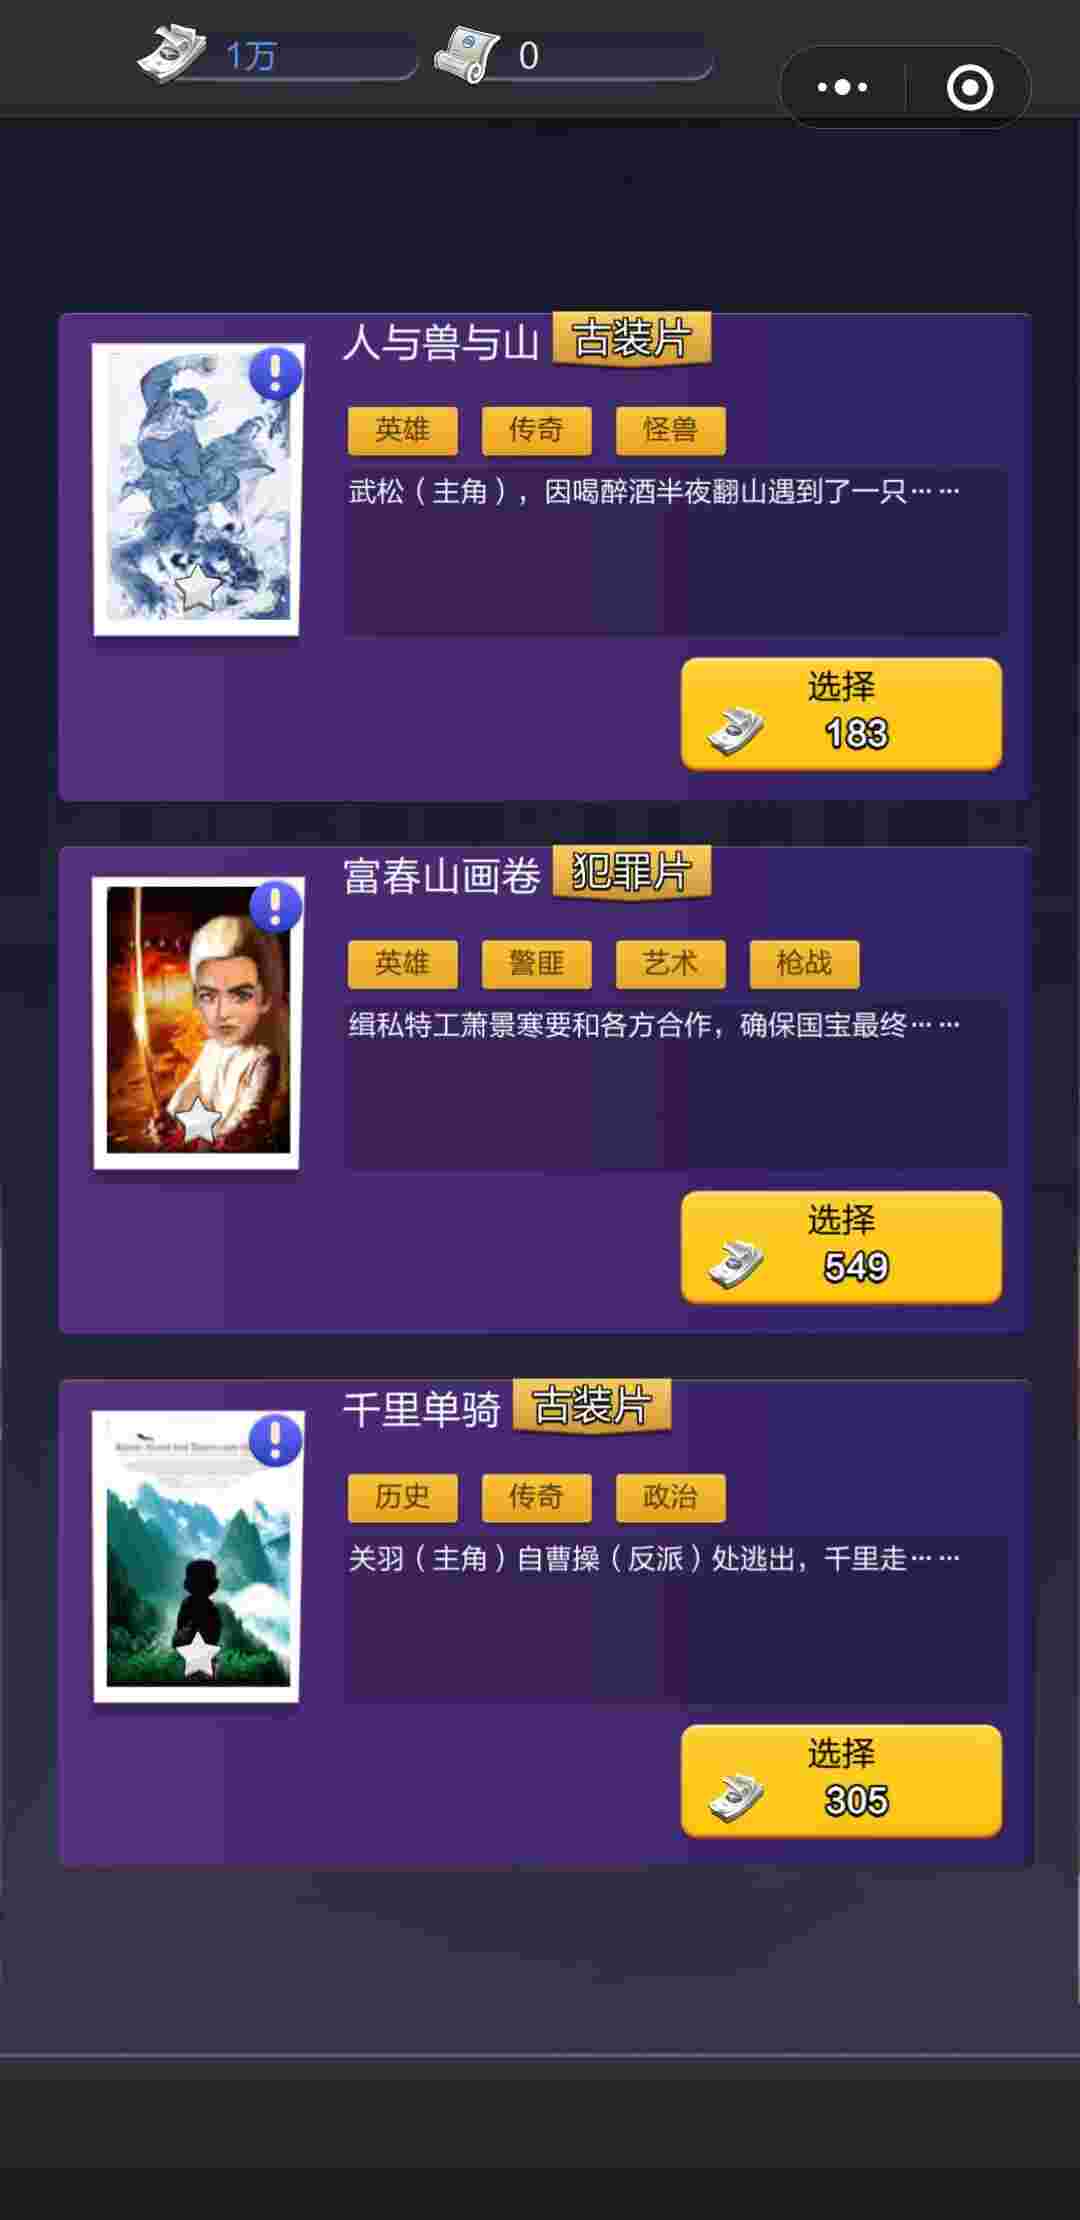 1万
0
人与兽与山
古装片
英雄
传奇
怪兽
武松（主角），因喝醉酒半夜翻山遇到了一只……
选择
183
富春山画卷
犯罪片
英雄
警匪
艺术
枪战
缉私特工萧景寒要和各方合作，确保国宝最终……
选择
549
千里单骑
古装片
历史
传奇
政治
关羽（主角）自曹操（反派）处逃出，千里走……
选择
305